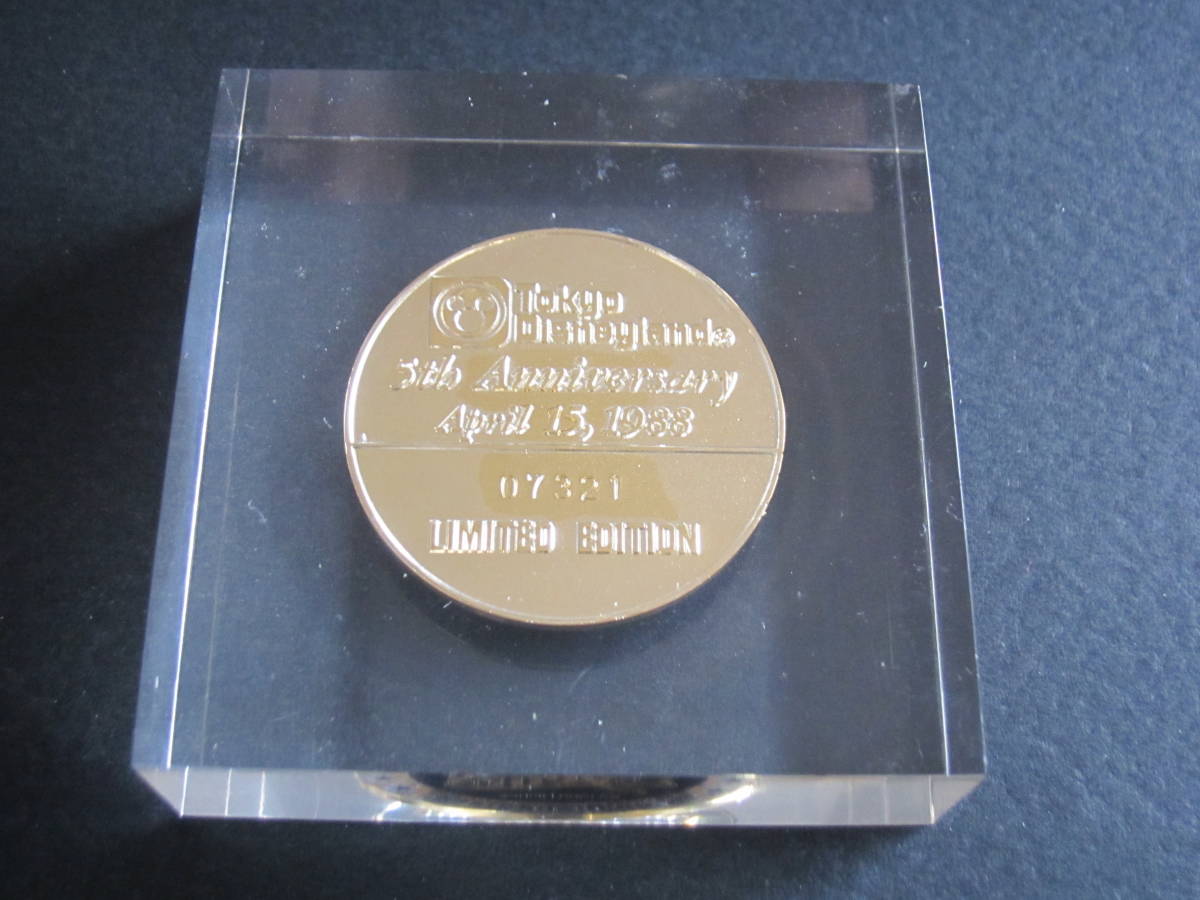 Tokyo
Disneyland®
5th Anniversary
April 15, 1988
07321
LIMITED EDITION